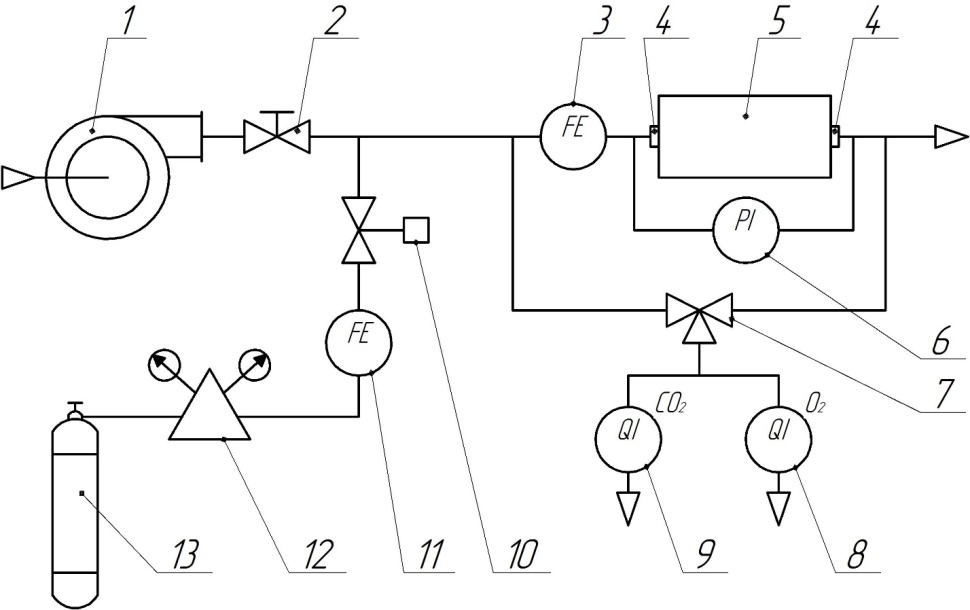 1 2 3 4 5 4
FE
PI
6
FE
7
CO₂ O₂
QI QI
13 12 11 10 9 8